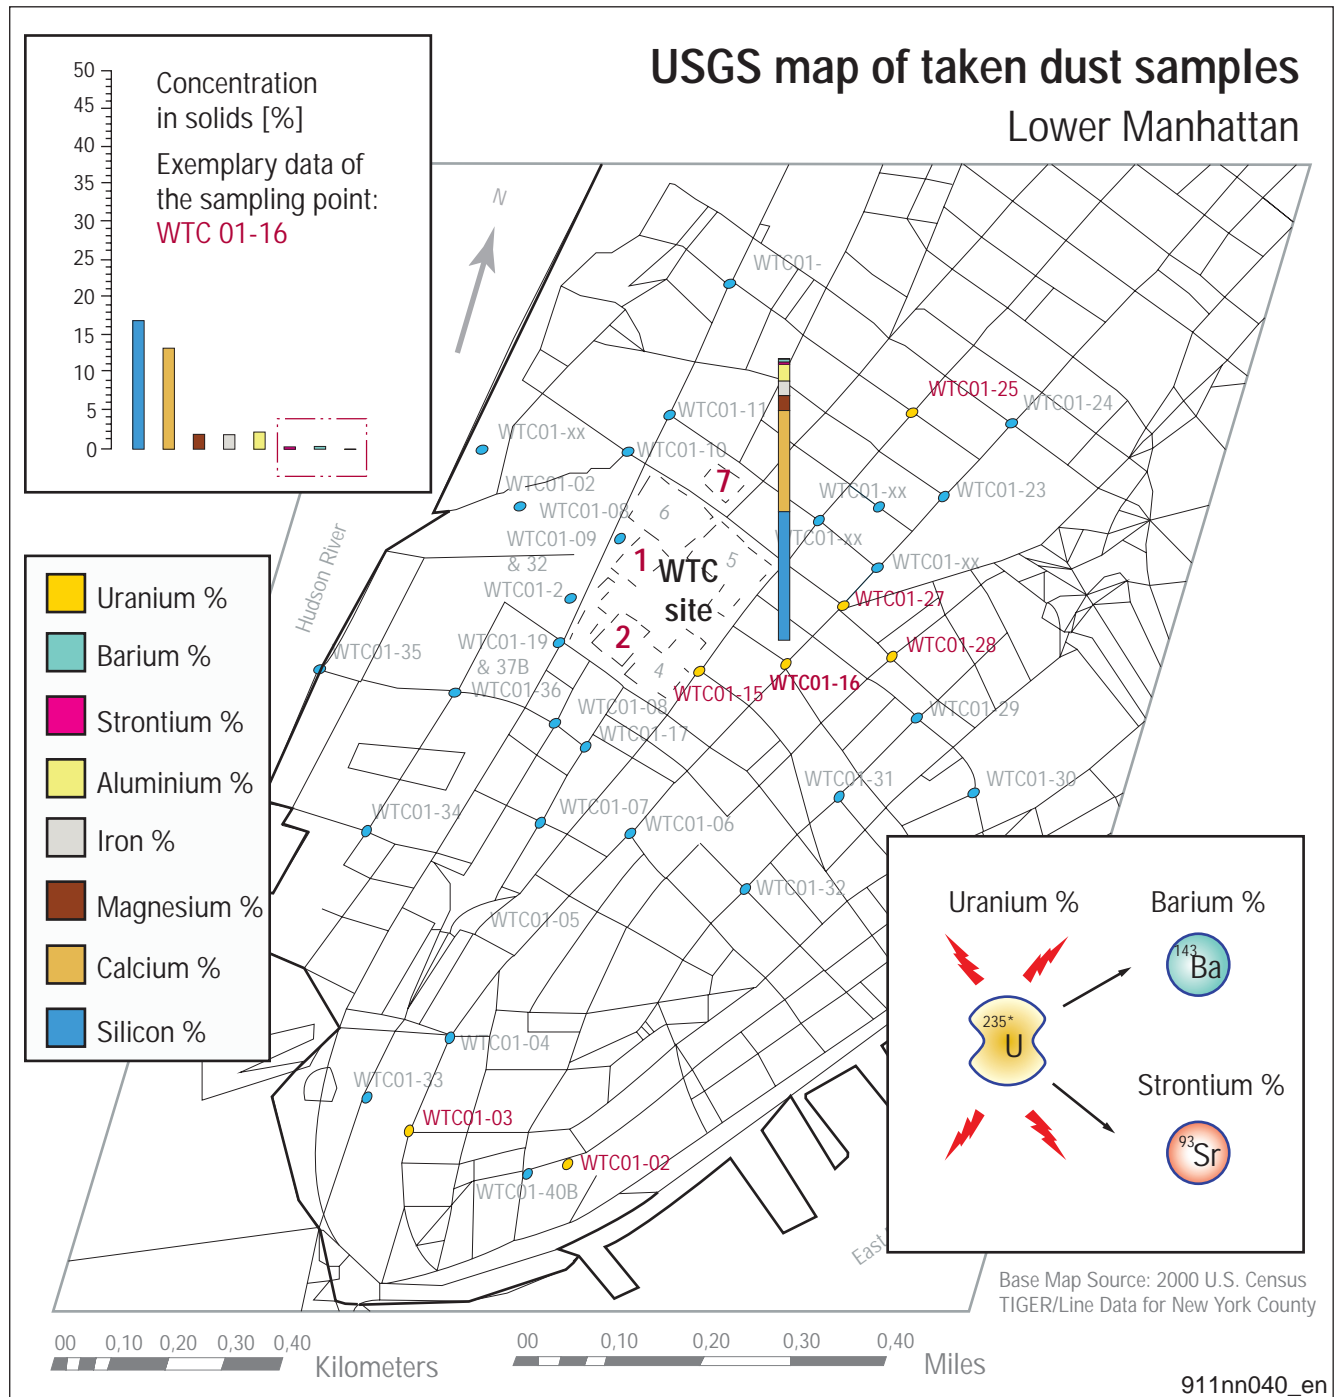 USGS map of taken dust samples
Lower Manhattan
50
45
40
35
30
25
20
15
10
5
0
Concentration
in solids [%]
Exemplary data of
the sampling point:
WTC 01-16
N
Hudson River
WTC01-
WTC01-25
WTC01-24
WTC01-11
WTC01-xx
WTC01-10
7
WTC01-02
WTC01-08
6
WTC01-xx
WTC01-23
WTC01-09
& 32
1
WTC
site
5
WTC01-xx
WTC01-xx
WTC01-2
WTC01-27
2
WTC01-19
& 37B
4
WTC01-28
WTC01-35
WTC01-15
WTC01-16
WTC01-36
WTC01-08
WTC01-29
WTC01-17
WTC01-31
WTC01-30
WTC01-34
WTC01-07
WTC01-06
WTC01-32
WTC01-05
WTC01-04
WTC01-33
WTC01-03
WTC01-02
WTC01-40B
East
Uranium %
Barium %
Strontium %
Aluminium %
Iron %
Magnesium %
Calcium %
Silicon %
Uranium %
Barium %
143Ba
235* U
Strontium %
93Sr
Base Map Source: 2000 U.S. Census
TIGER/Line Data for New York County
00 0,10 0,20 0,30 0,40
Kilometers
00 0,10 0,20 0,30 0,40
Miles
911nn040_en